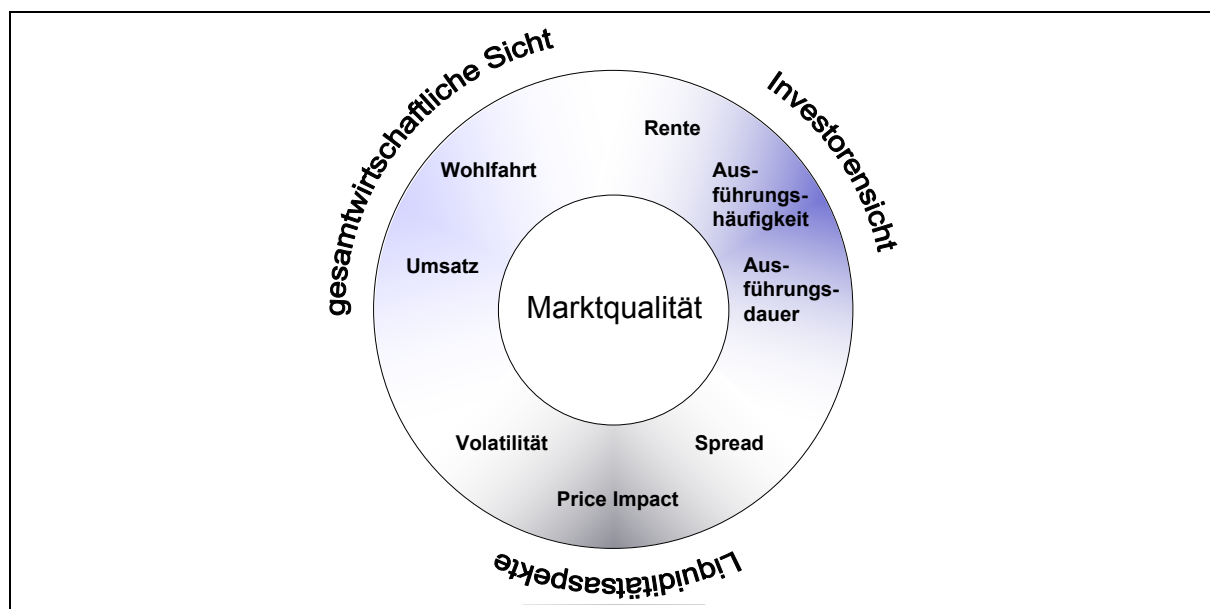 gesamtwirtschaftliche Sicht
Investorensicht
Rente
Wohlfahrt
Aus-
führungs-
häufigkeit
Umsatz
Aus-
führungs-
dauer
Marktqualität
Volatilität
Spread
Price Impact
Liquiditätsaspekte